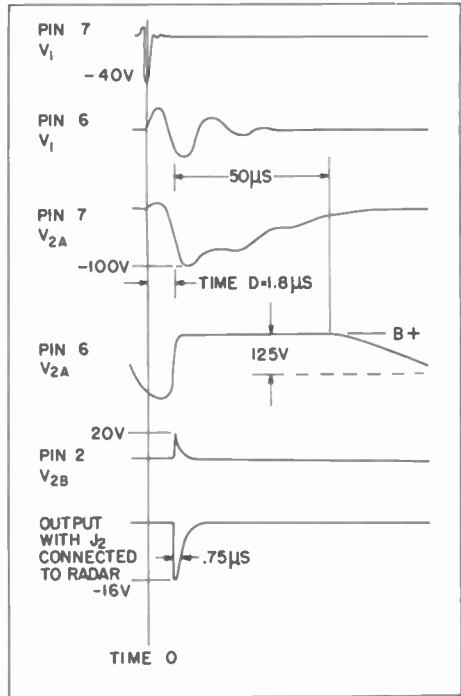 PIN 7
V1
-40V
PIN 6
V1
50µS
PIN 7
V2A
-100V
TIME D=1.8µS
B+
PIN 6
V2A
125V
20V
PIN 2
V2B
OUTPUT
WITH J2
CONNECTED
TO RADAR
.75µS
-16V
TIME 0